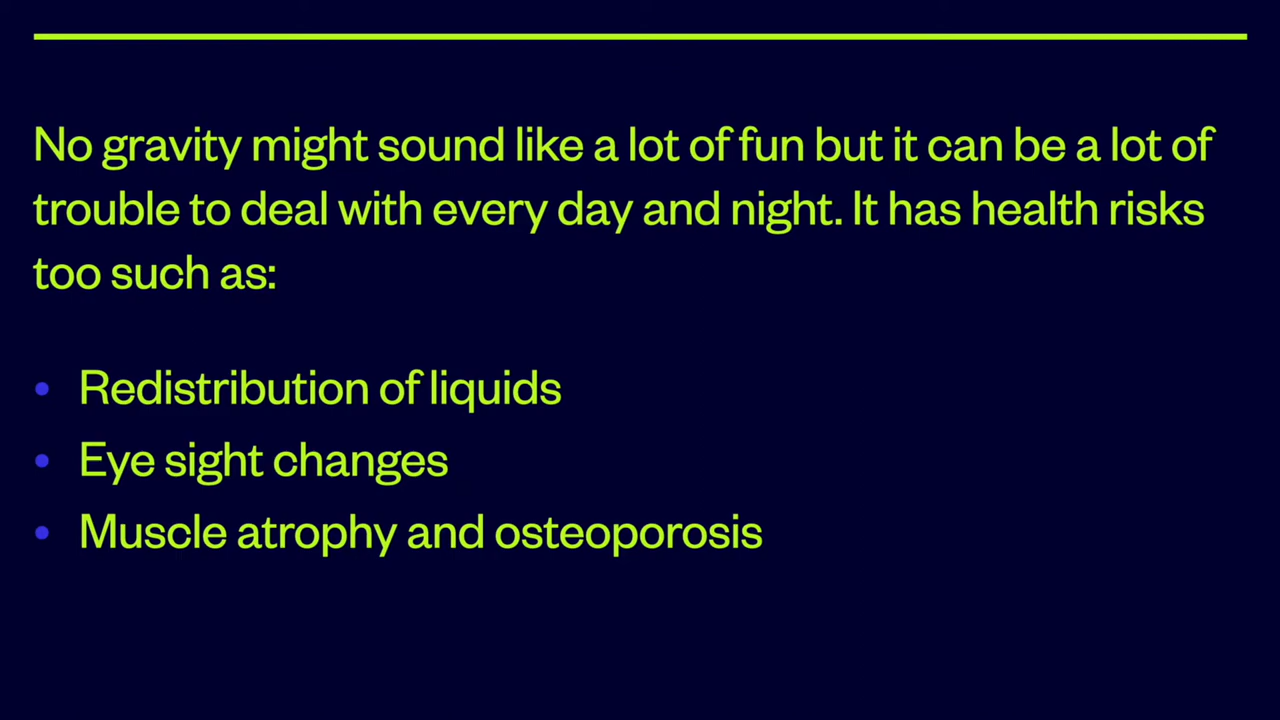 No gravity might sound like a lot of fun but it can be a lot of
trouble to deal with every day and night. It has health risks
too such as:
• Redistribution of liquids
• Eye sight changes
• Muscle atrophy and osteoporosis